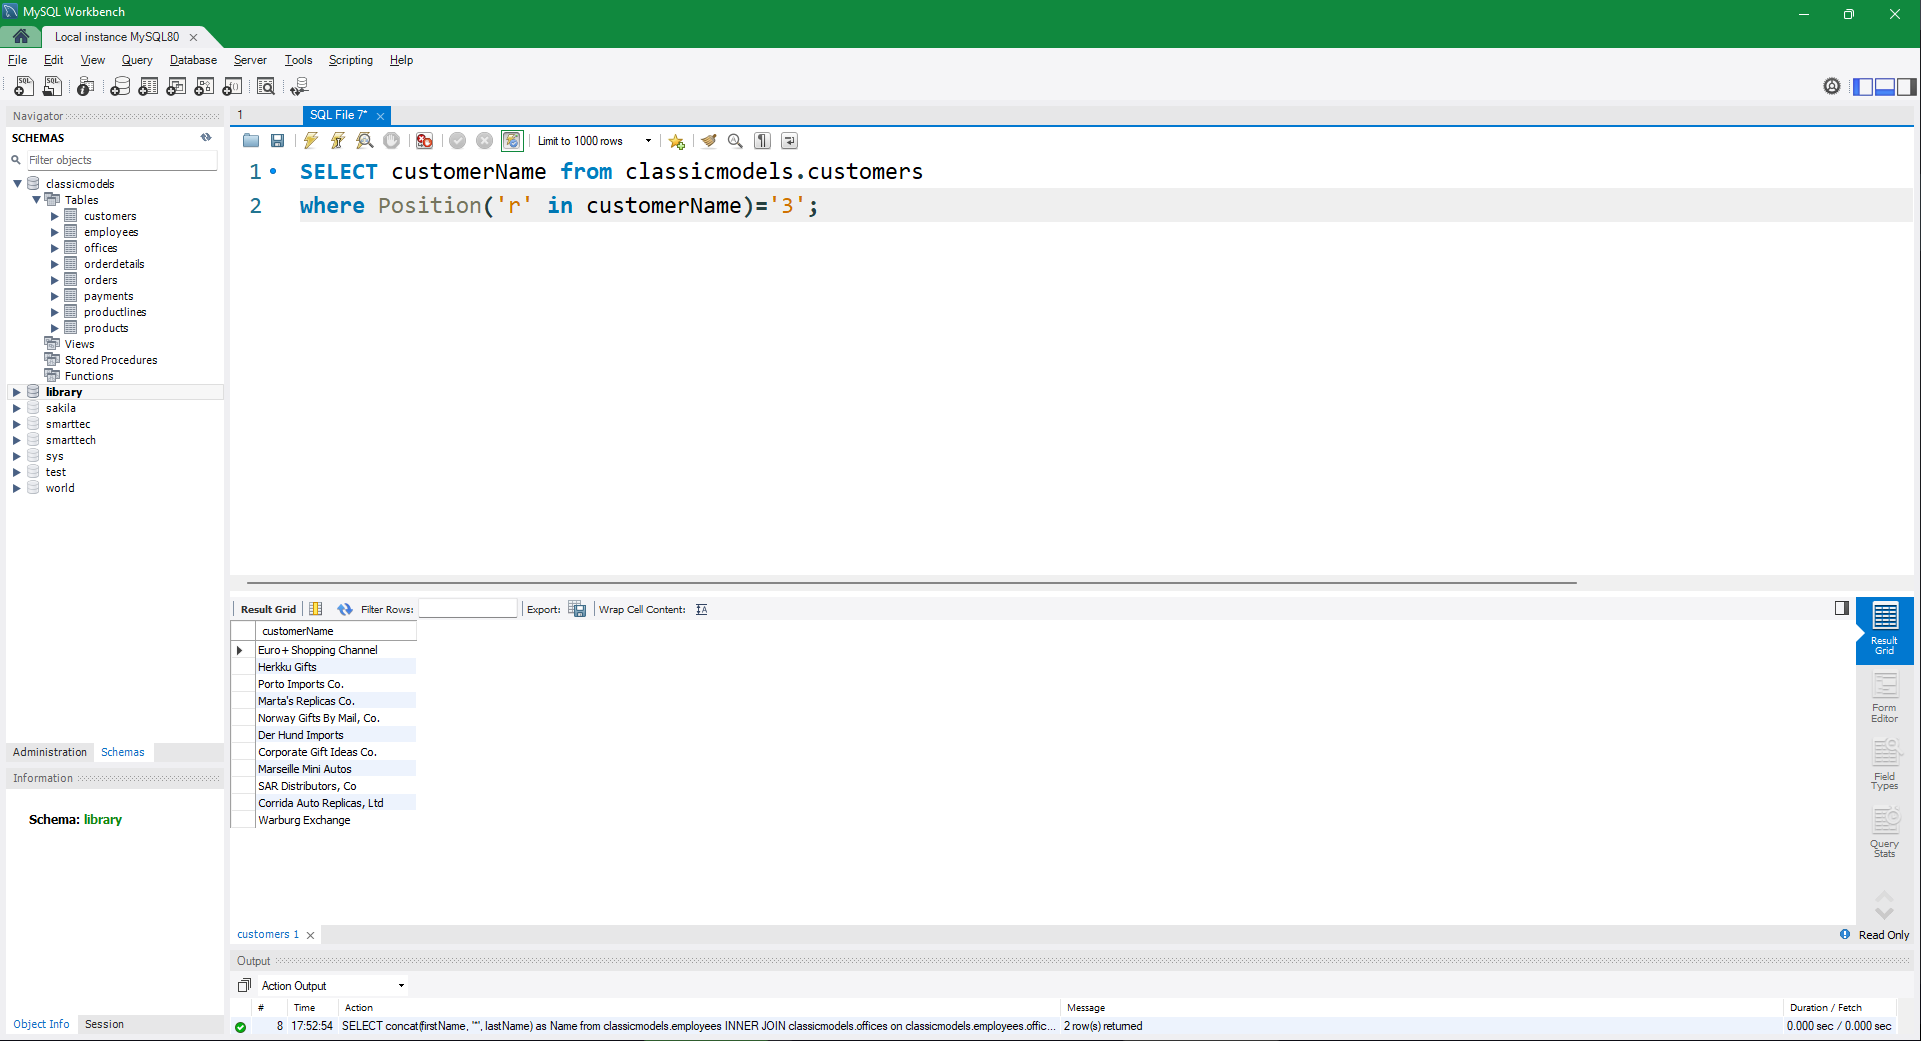 MySQL Workbench
Local instance MySQL80
File Edit View Query Database Server Tools Scripting Help
Navigator
SCHEMAS
Filter objects
classicmodels
Tables
customers
employees
offices
orderdetails
orders
payments
productlines
products
Views
Stored Procedures
Functions
library
sakila
smarttec
smarttech
sys
test
world
Administration Schemas
Information
Schema: library
Object Info Session
1 SQL File 7*
Limit to 1000 rows
1 SELECT customerName from classicmodels.customers
2 where Position('r' in customerName)='3';
Result Grid Filter Rows: Export: Wrap Cell Content:
customerName
Euro+ Shopping Channel
Herkku Gifts
Porto Imports Co.
Marta's Replicas Co.
Norway Gifts By Mail, Co.
Der Hund Imports
Corporate Gift Ideas Co.
Marseille Mini Autos
SAR Distributors, Co
Corrida Auto Replicas, Ltd
Warburg Exchange
Result
Grid
Form
Editor
Field
Types
Query
Stats
customers 1
Read Only
Output
Action Output
# Time Action Message Duration / Fetch
8 17:52:54 SELECT concat(firstName, '"', lastName) as Name from classicmodels.employees INNER JOIN classicmodels.offices on classicmodels.employees.offic... 2 row(s) returned 0.000 sec / 0.000 sec